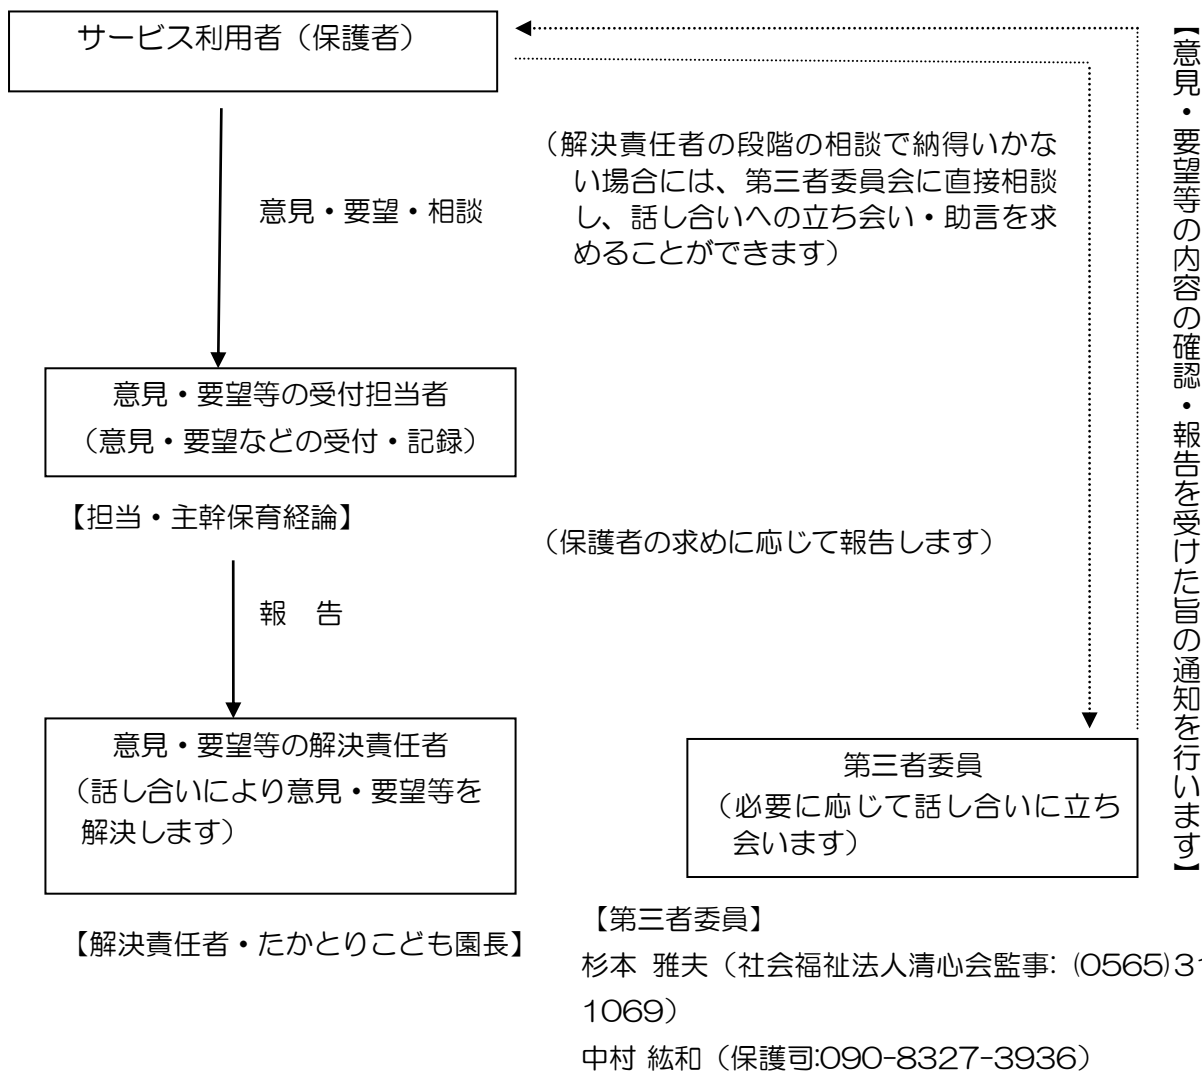 サービス利用者（保護者）
（解決責任者の段階の相談で納得いかな
い場合には、第三者委員会に直接相談
し、話し合いへの立ち会い・助言を求
めることができます）
意見・要望・相談
意見・要望等の受付担当者
（意見・要望などの受付・記録）
【担当・主幹保育経論】
（保護者の求めに応じて報告します）
報　告
意見・要望等の解決責任者
（話し合いにより意見・要望等を
解決します）
【解決責任者・たかとりこども園長】
第三者委員
（必要に応じて話し合いに立ち
会います）
【第三者委員】
杉本 雅夫（社会福祉法人清心会監事: (0565)31
1069）
中村 紘和（保護司:090-8327-3936）
【意見・要望等の内容の確認・報告を受けた旨の通知を行います】